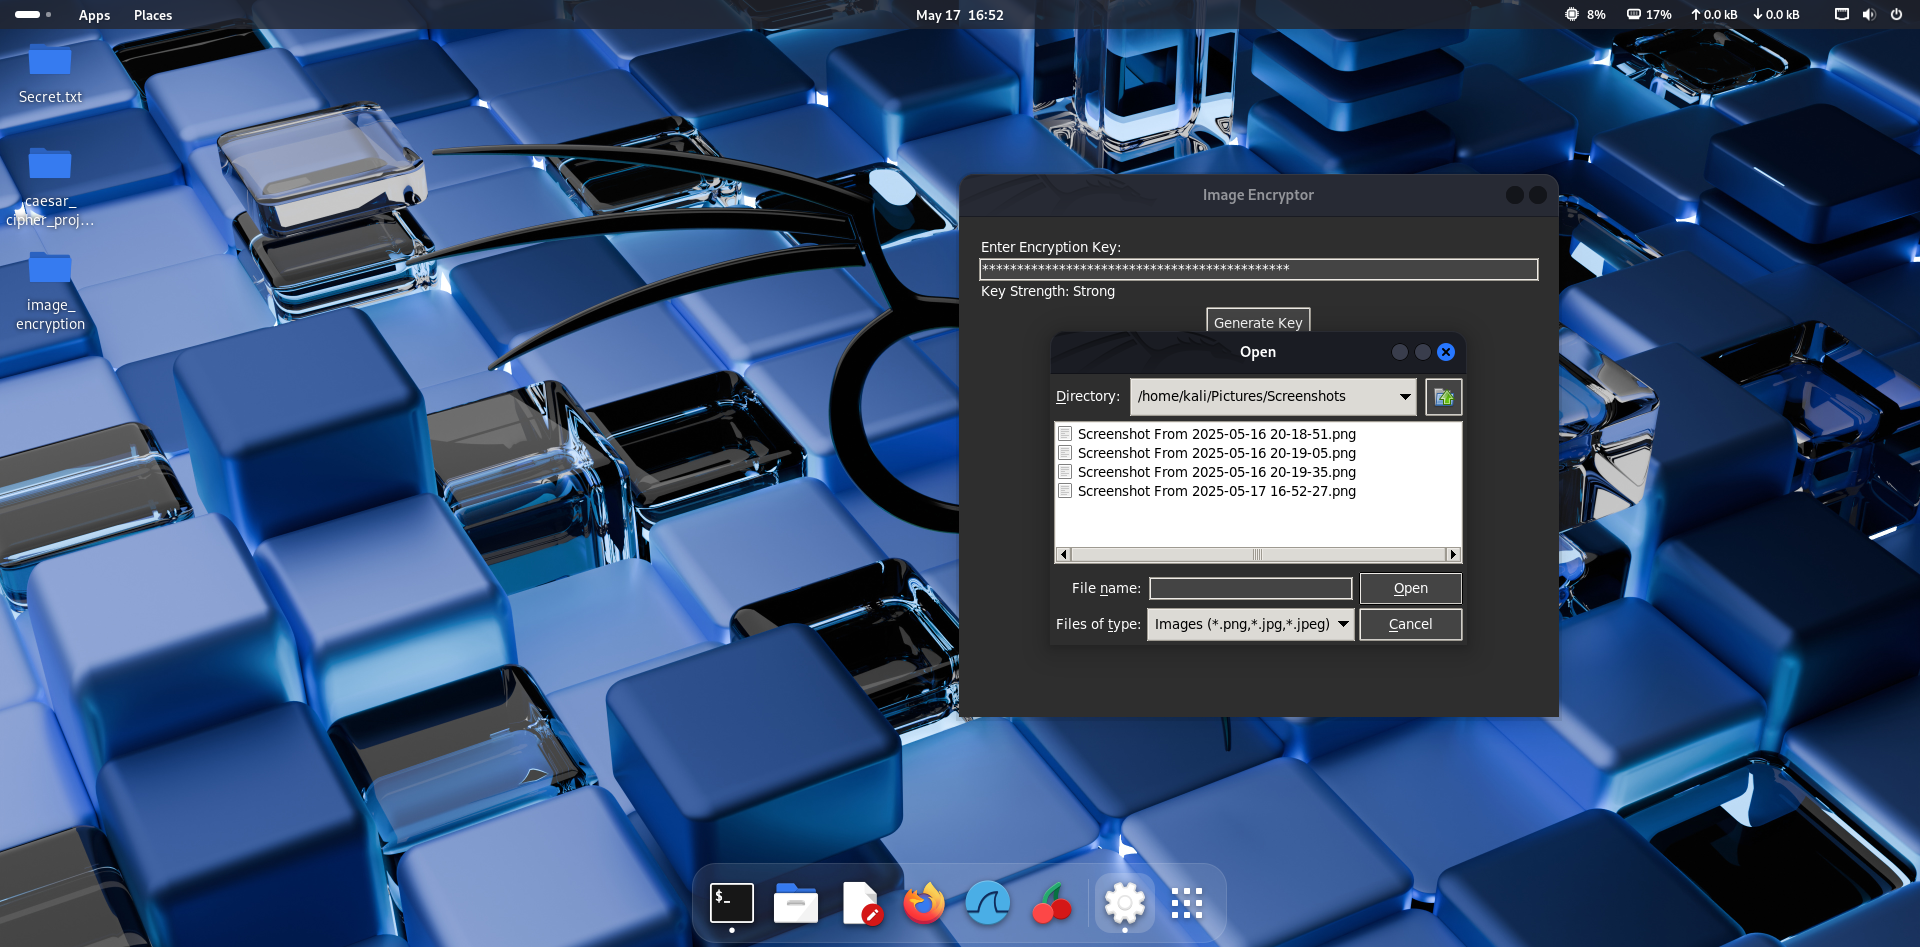 Apps Places May 17 16:52 8% 17% 0.0 kB 0.0 kB
Secret.txt
caesar_
cipher_proj...
image_
encryption
Image Encryptor
Enter Encryption Key:
********************************************
Key Strength: Strong
Generate Key
Open
Directory: /home/kali/Pictures/Screenshots
Screenshot From 2025-05-16 20-18-51.png
Screenshot From 2025-05-16 20-19-05.png
Screenshot From 2025-05-16 20-19-35.png
Screenshot From 2025-05-17 16-52-27.png
File name: Open
Files of type: Images (*.png,*.jpg,*.jpeg) Cancel
$_